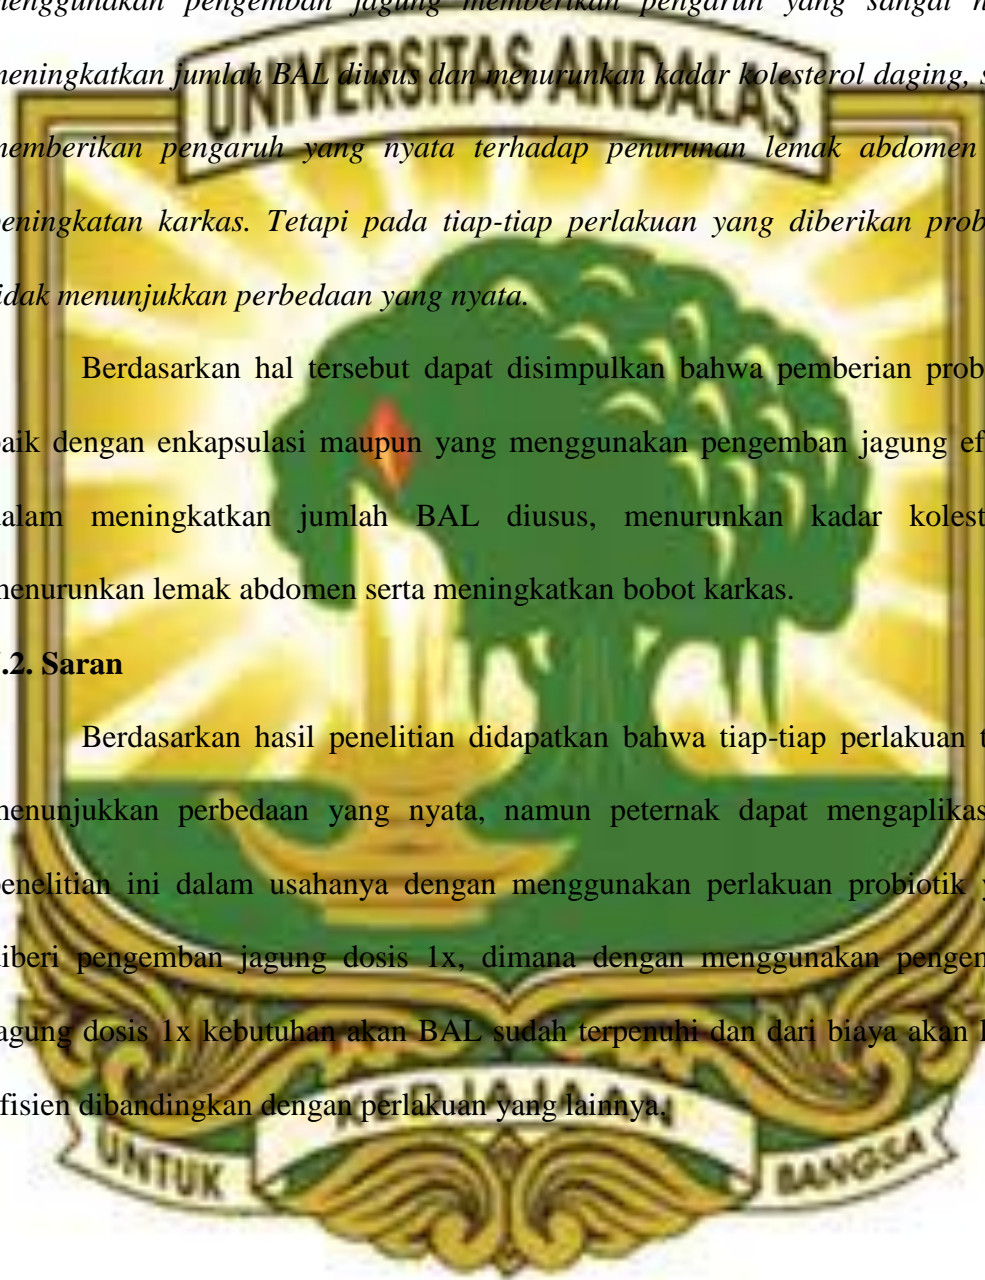 menggunakan pengemban jagung memberikan pengaruh yang sangat n
meningkatkan jumlah BAL diusus dan menurunkan kadar kolesterol daging, s
UNIVERSITAS ANDALAS
memberikan pengaruh yang nyata terhadap penurunan lemak abdomen
peningkatan karkas. Tetapi pada tiap-tiap perlakuan yang diberikan prob
tidak menunjukkan perbedaan yang nyata.
Berdasarkan hal tersebut dapat disimpulkan bahwa pemberian prob
baik dengan enkapsulasi maupun yang menggunakan pengemban jagung ef
dalam meningkatkan jumlah BAL diusus, menurunkan kadar kolest
menurunkan lemak abdomen serta meningkatkan bobot karkas.
.2. Saran
Berdasarkan hasil penelitian didapatkan bahwa tiap-tiap perlakuan t
menunjukkan perbedaan yang nyata, namun peternak dapat mengaplikas
penelitian ini dalam usahanya dengan menggunakan perlakuan probiotik y
diberi pengemban jagung dosis 1x, dimana dengan menggunakan pengem
jagung dosis 1x kebutuhan akan BAL sudah terpenuhi dan dari biaya akan l
efisien dibandingkan dengan perlakuan yang lainnya.
KEDJAJAAN
UNTUK BANGSA